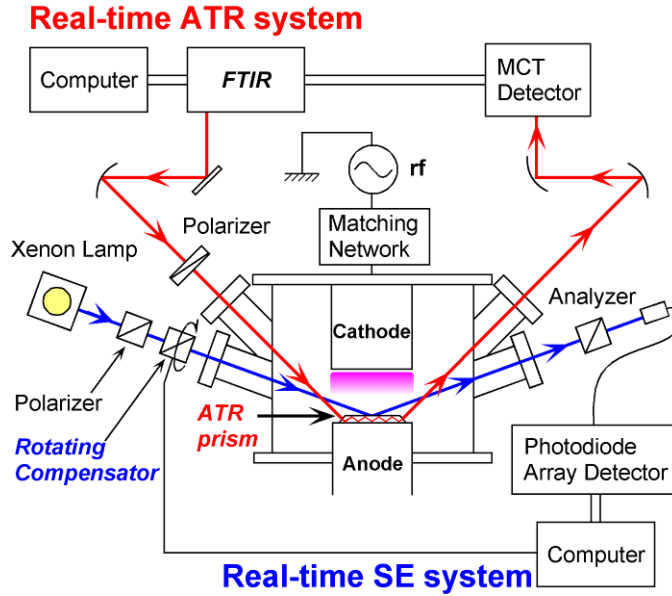 Real-time ATR system
Computer
FTIR
MCT
Detector
rf
Polarizer
Matching
Network
Xenon Lamp
Analyzer
Cathode
Polarizer
ATR
prism
Rotating
Compensator
Anode
Photodiode
Array Detector
Computer
Real-time SE system